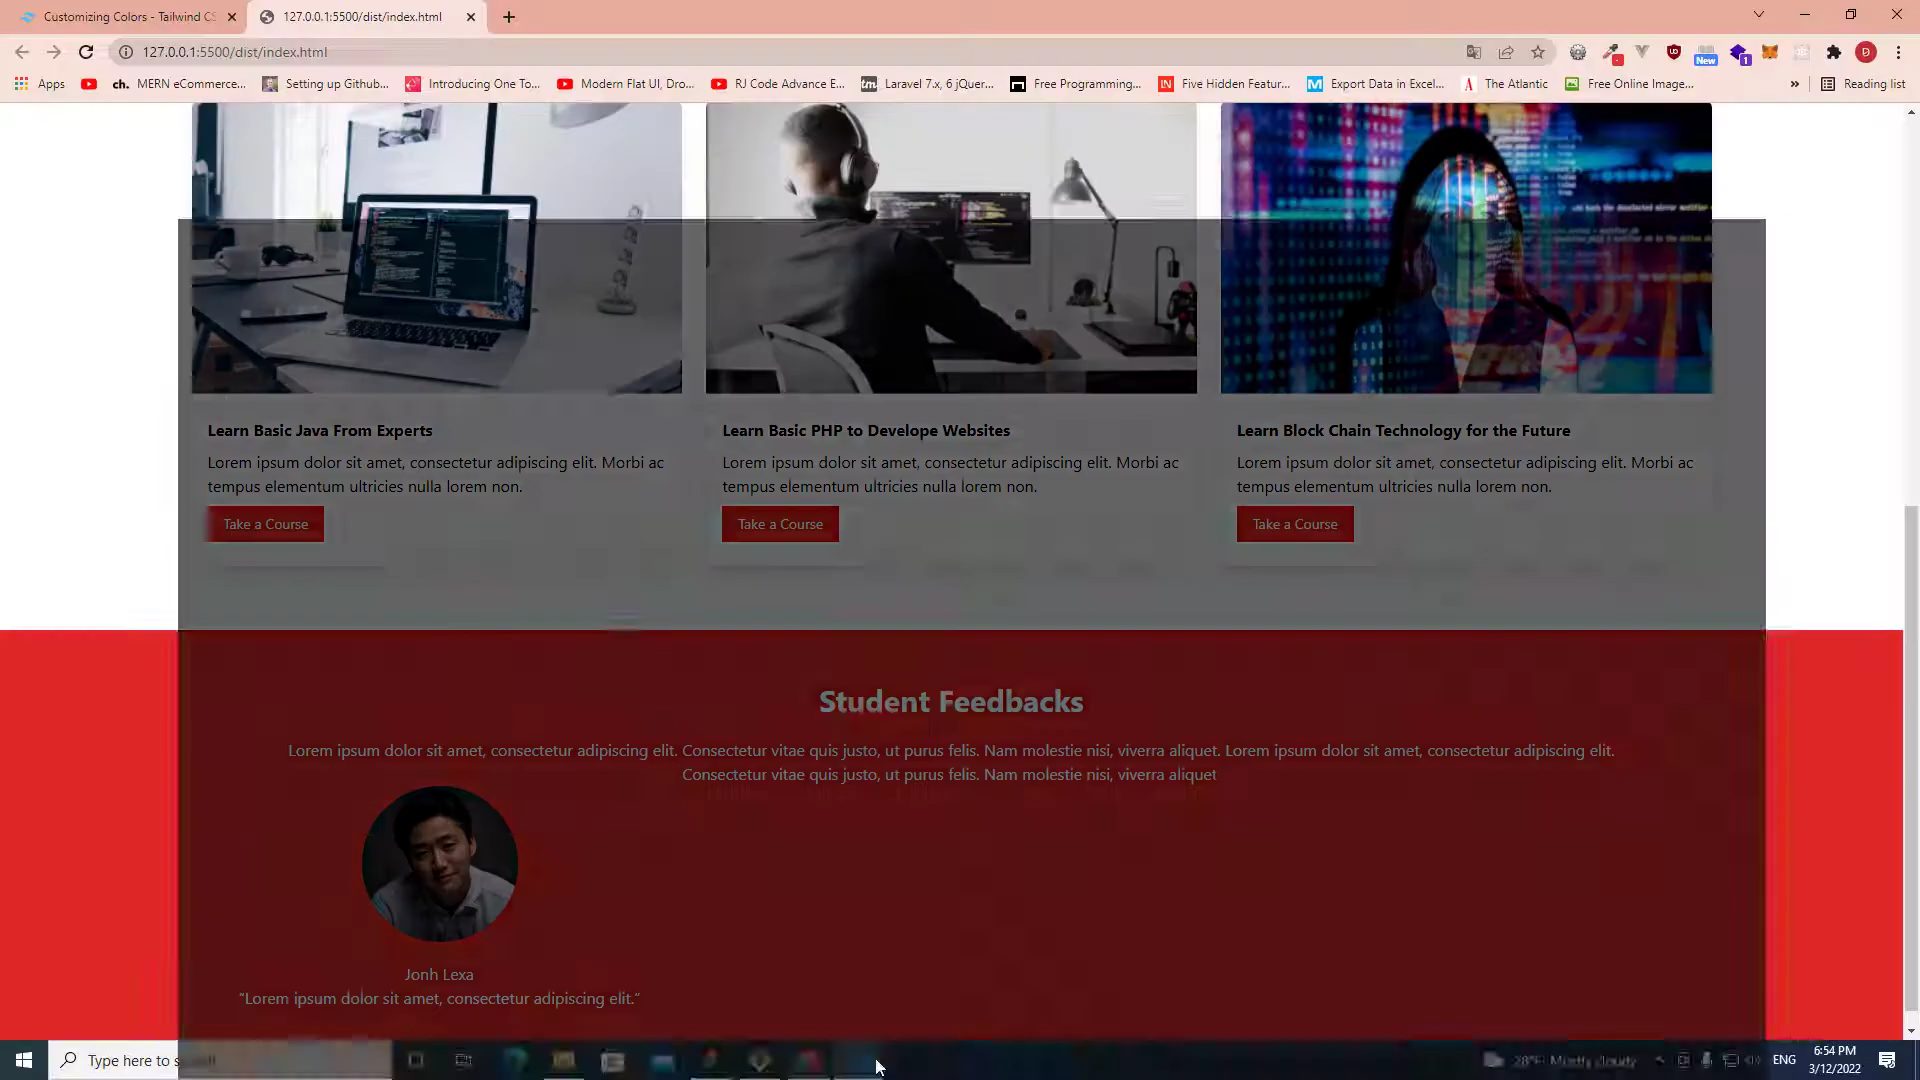 Customizing Colors - Tailwind CS
127.0.0.1:5500/dist/index.html
127.0.0.1:5500/dist/index.html
New
1
D
Apps
ch. MERN eCommerce...
Setting up Github...
Introducing One To...
Modern Flat UI, Dro...
RJ Code Advance E...
tm Laravel 7.x, 6 jQuer...
Free Programming...
LN Five Hidden Featur...
M Export Data in Excel...
A The Atlantic
Free Online Image...
»
Reading list
Learn Basic Java From Experts
Lorem ipsum dolor sit amet, consectetur adipiscing elit. Morbi ac
tempus elementum ultricies nulla lorem non.
Take a Course
Learn Basic PHP to Develope Websites
Lorem ipsum dolor sit amet, consectetur adipiscing elit. Morbi ac
tempus elementum ultricies nulla lorem non.
Take a Course
Learn Block Chain Technology for the Future
Lorem ipsum dolor sit amet, consectetur adipiscing elit. Morbi ac
tempus elementum ultricies nulla lorem non.
Take a Course
Student Feedbacks
Lorem ipsum dolor sit amet, consectetur adipiscing elit. Consectetur vitae quis justo, ut purus felis. Nam molestie nisi, viverra aliquet. Lorem ipsum dolor sit amet, consectetur adipiscing elit.
Consectetur vitae quis justo, ut purus felis. Nam molestie nisi, viverra aliquet
Jonh Lexa
"Lorem ipsum dolor sit amet, consectetur adipiscing elit."
Type here to
28°F Mostly cloudy
ENG
6:54 PM
3/12/2022